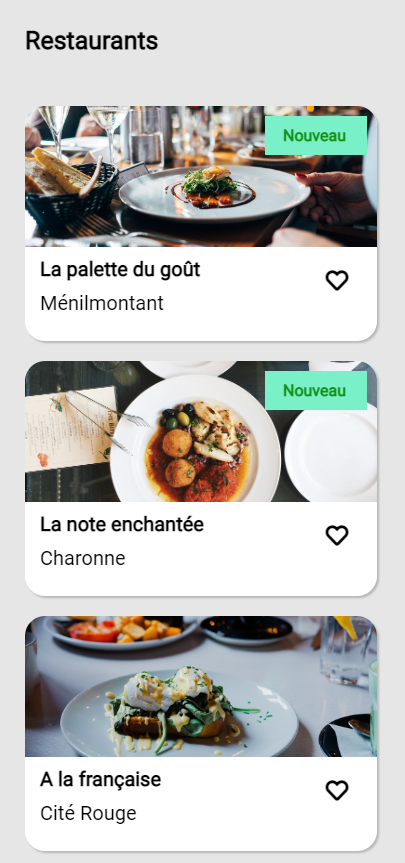 Restaurants
Nouveau
La palette du goût
Ménilmontant
Nouveau
La note enchantée
Charonne
A la française
Cité Rouge